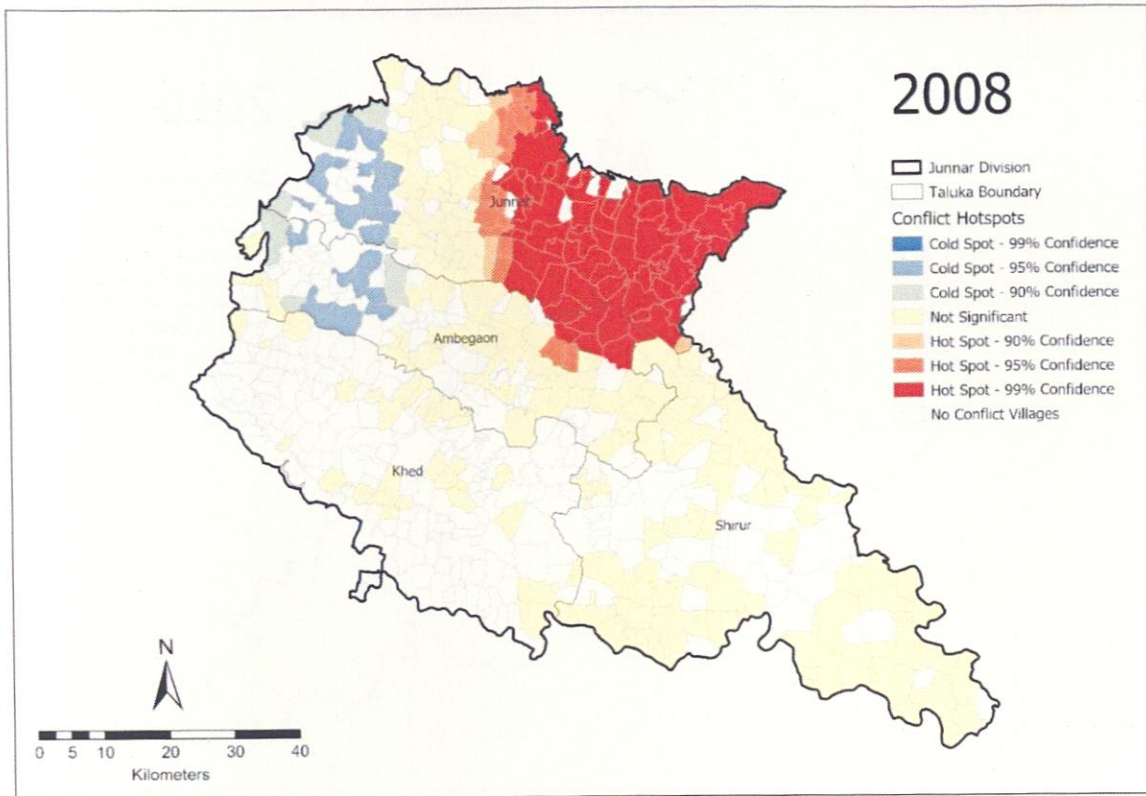 2008
Junnar Division
Taluka Boundary
Conflict Hotspots
Cold Spot - 99% Confidence
Cold Spot - 95% Confidence
Cold Spot - 90% Confidence
Not Significant
Hot Spot - 90% Confidence
Hot Spot - 95% Confidence
Hot Spot - 99% Confidence
No Conflict Villages
Junnar
Ambegaon
Khed
Shirur
N
0 5 10 20 30 40
Kilometers